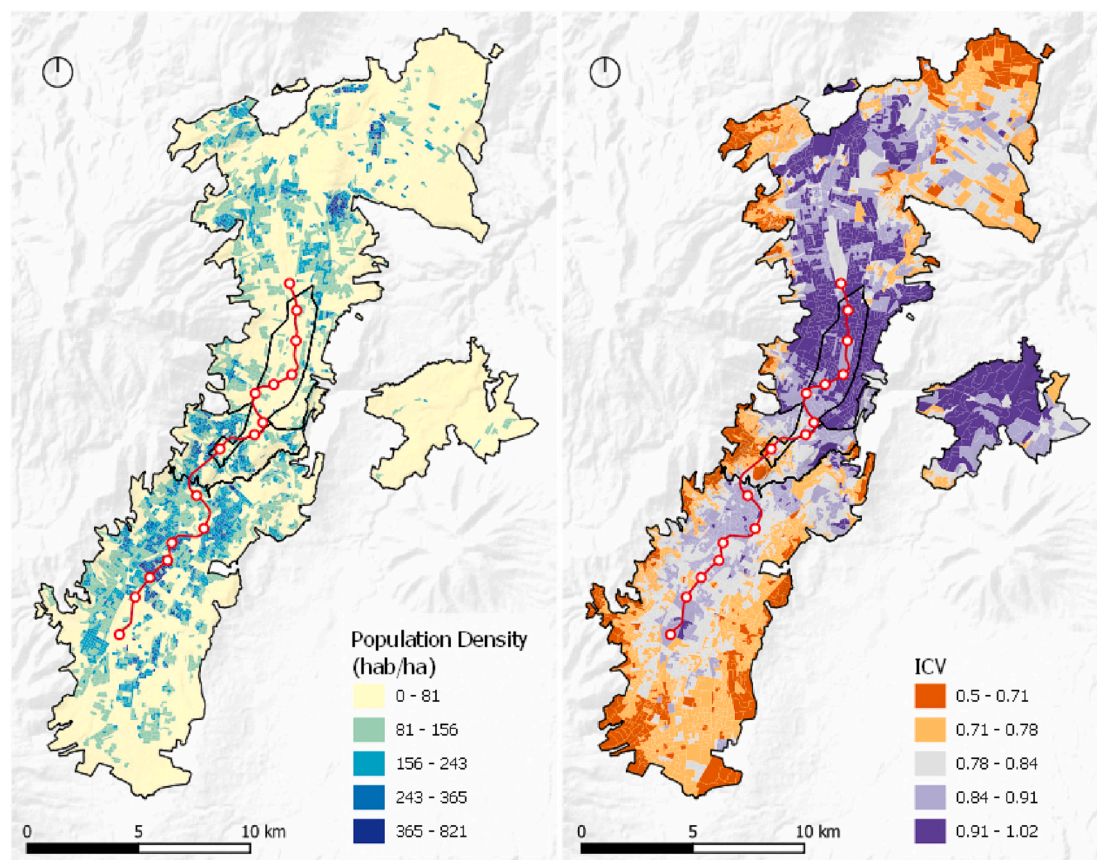 Population Density
(hab/ha)
0 - 81
81 - 156
156 - 243
243 - 365
365 - 821
0 5 10 km
ICV
0.5 - 0.71
0.71 - 0.78
0.78 - 0.84
0.84 - 0.91
0.91 - 1.02
0 5 10 km